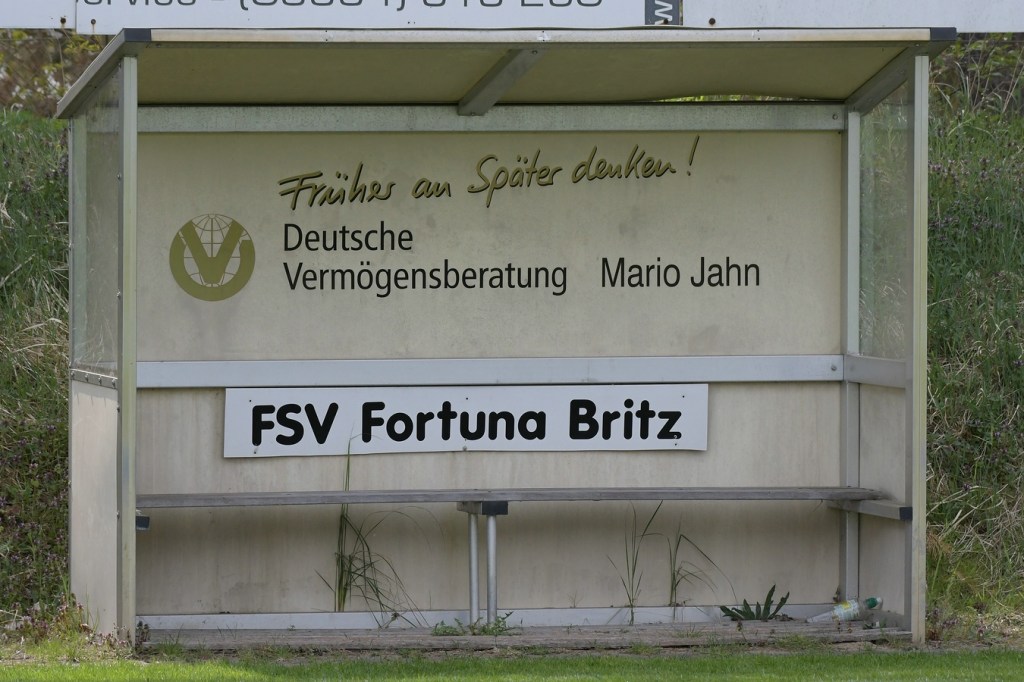 Früher an Später denken!
Deutsche
Vermögensberatung Mario Jahn
FSV Fortuna Britz